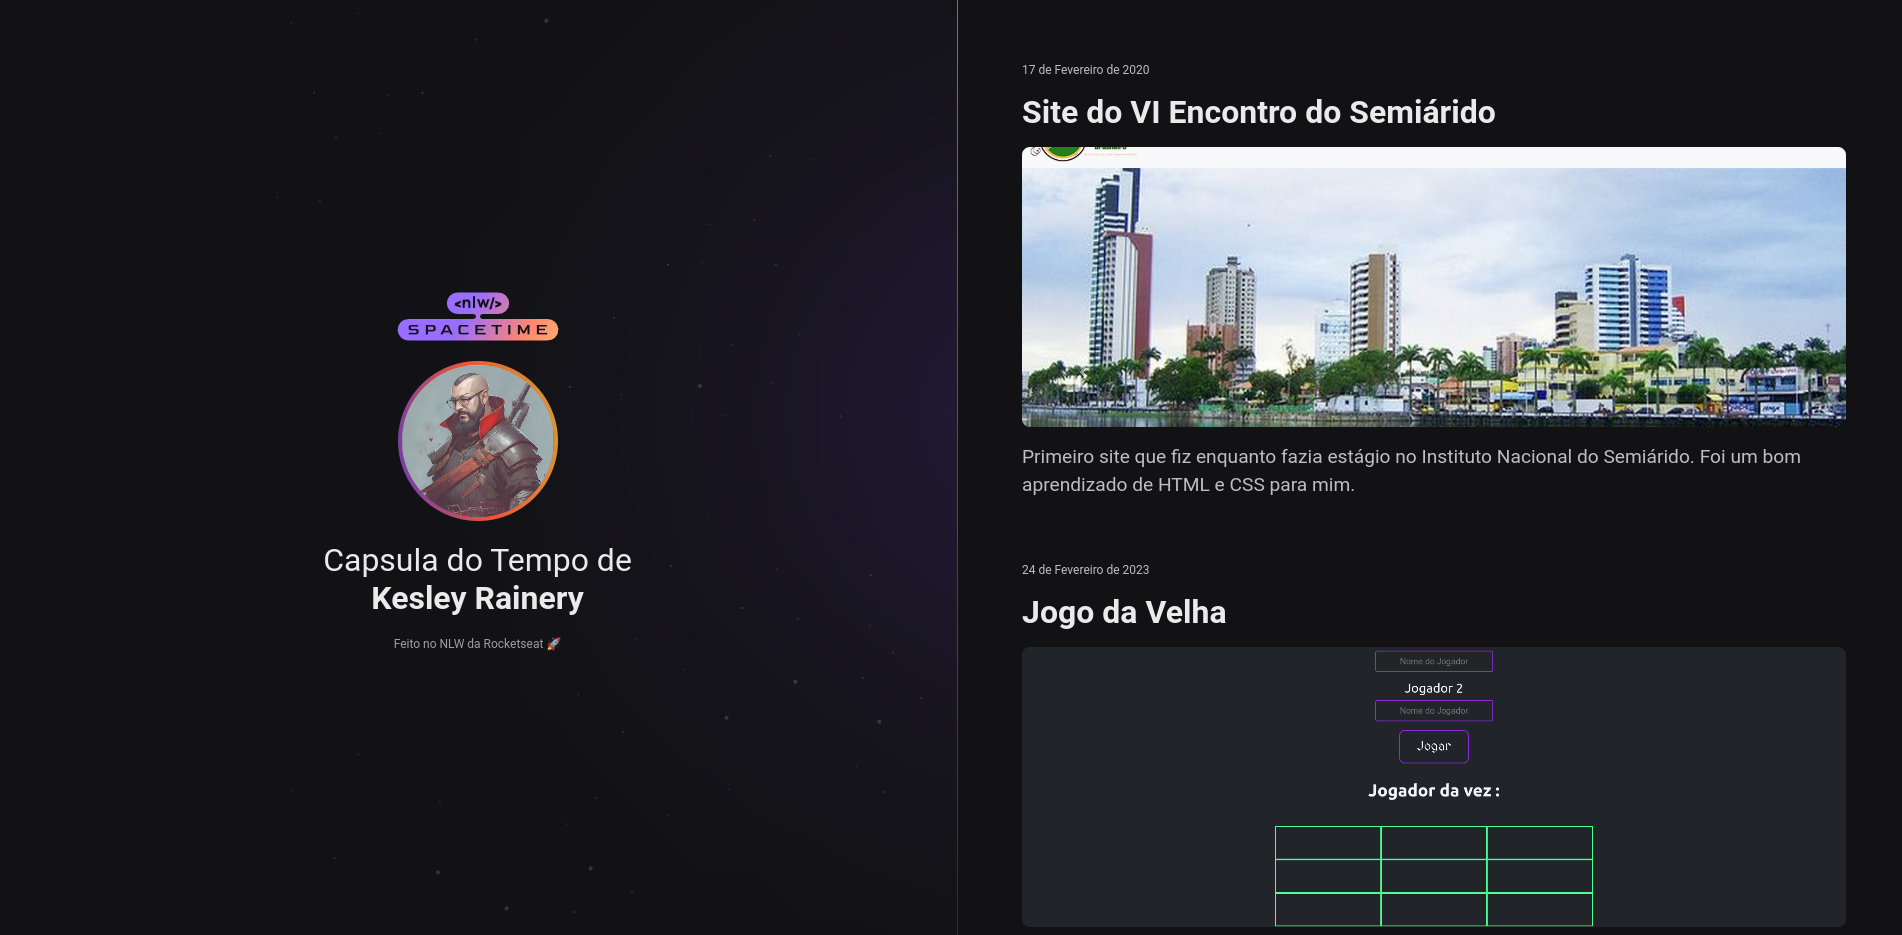 <nlw/>
SPACETIME
Capsula do Tempo de
Kesley Rainery
Feito no NLW da Rocketseat 🚀
17 de Fevereiro de 2020
Site do VI Encontro do Semiárido
Primeiro site que fiz enquanto fazia estágio no Instituto Nacional do Semiárido. Foi um bom
aprendizado de HTML e CSS para mim.
24 de Fevereiro de 2023
Jogo da Velha
Nome do Jogador
Jogador 2
Nome do Jogador
Jogar
Jogador da vez :